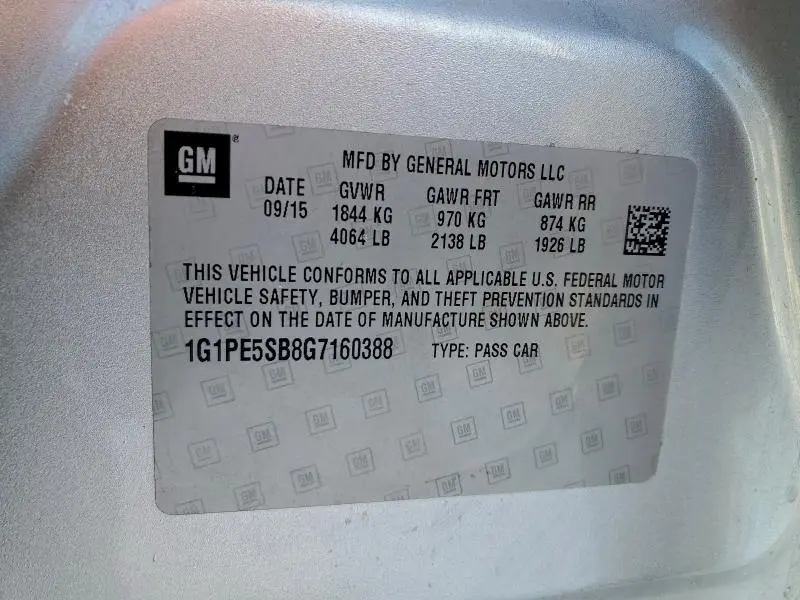 GM
MFD BY GENERAL MOTORS LLC
DATE GVWR GAWR FRT GAWR RR
09/15 1844 KG 970 KG 874 KG
4064 LB 2138 LB 1926 LB
THIS VEHICLE CONFORMS TO ALL APPLICABLE U.S. FEDERAL MOTOR
VEHICLE SAFETY, BUMPER, AND THEFT PREVENTION STANDARDS IN
EFFECT ON THE DATE OF MANUFACTURE SHOWN ABOVE.
1G1PE5SB8G7160388 TYPE: PASS CAR